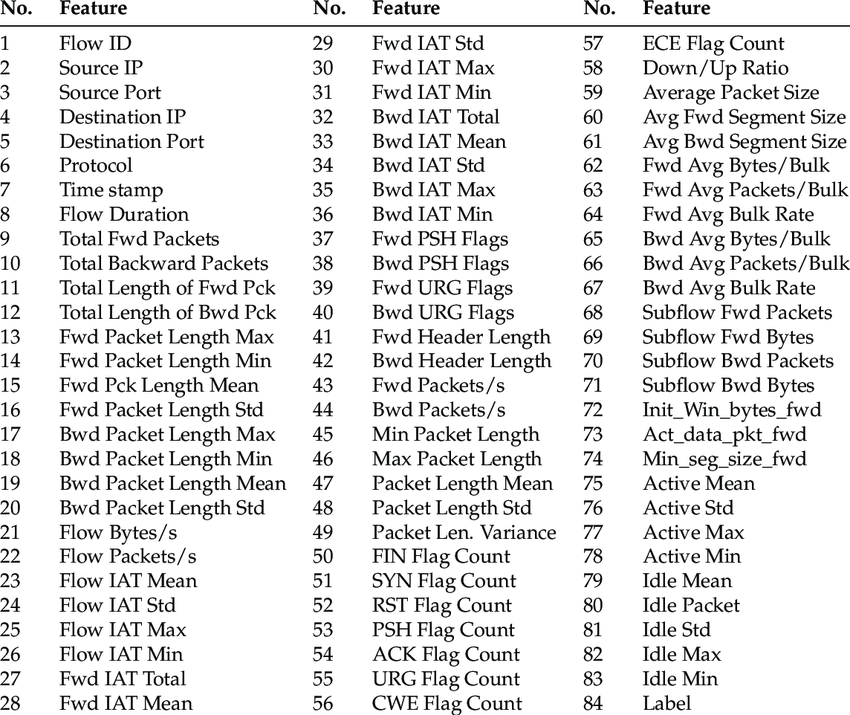 No. Feature No. Feature No. Feature
1 Flow ID 29 Fwd IAT Std 57 ECE Flag Count
2 Source IP 30 Fwd IAT Max 58 Down/Up Ratio
3 Source Port 31 Fwd IAT Min 59 Average Packet Size
4 Destination IP 32 Bwd IAT Total 60 Avg Fwd Segment Size
5 Destination Port 33 Bwd IAT Mean 61 Avg Bwd Segment Size
6 Protocol 34 Bwd IAT Std 62 Fwd Avg Bytes/Bulk
7 Time stamp 35 Bwd IAT Max 63 Fwd Avg Packets/Bulk
8 Flow Duration 36 Bwd IAT Min 64 Fwd Avg Bulk Rate
9 Total Fwd Packets 37 Fwd PSH Flags 65 Bwd Avg Bytes/Bulk
10 Total Backward Packets 38 Bwd PSH Flags 66 Bwd Avg Packets/Bulk
11 Total Length of Fwd Pck 39 Fwd URG Flags 67 Bwd Avg Bulk Rate
12 Total Length of Bwd Pck 40 Bwd URG Flags 68 Subflow Fwd Packets
13 Fwd Packet Length Max 41 Fwd Header Length 69 Subflow Fwd Bytes
14 Fwd Packet Length Min 42 Bwd Header Length 70 Subflow Bwd Packets
15 Fwd Pck Length Mean 43 Fwd Packets/s 71 Subflow Bwd Bytes
16 Fwd Packet Length Std 44 Bwd Packets/s 72 Init_Win_bytes_fwd
17 Bwd Packet Length Max 45 Min Packet Length 73 Act_data_pkt_fwd
18 Bwd Packet Length Min 46 Max Packet Length 74 Min_seg_size_fwd
19 Bwd Packet Length Mean 47 Packet Length Mean 75 Active Mean
20 Bwd Packet Length Std 48 Packet Length Std 76 Active Std
21 Flow Bytes/s 49 Packet Len. Variance 77 Active Max
22 Flow Packets/s 50 FIN Flag Count 78 Active Min
23 Flow IAT Mean 51 SYN Flag Count 79 Idle Mean
24 Flow IAT Std 52 RST Flag Count 80 Idle Packet
25 Flow IAT Max 53 PSH Flag Count 81 Idle Std
26 Flow IAT Min 54 ACK Flag Count 82 Idle Max
27 Fwd IAT Total 55 URG Flag Count 83 Idle Min
28 Fwd IAT Mean 56 CWE Flag Count 84 Label